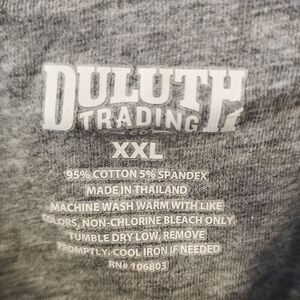 DULUTH
TRADING
XXL
95% COTTON 5% SPANDEX
MADE IN THAILAND
MACHINE WASH WARM WITH LIKE
COLORS, NON-CHLORINE BLEACH ONLY,
TUMBLE DRY LOW, REMOVE
PROMPTLY. COOL IRON IF NEEDED
RN# 106803